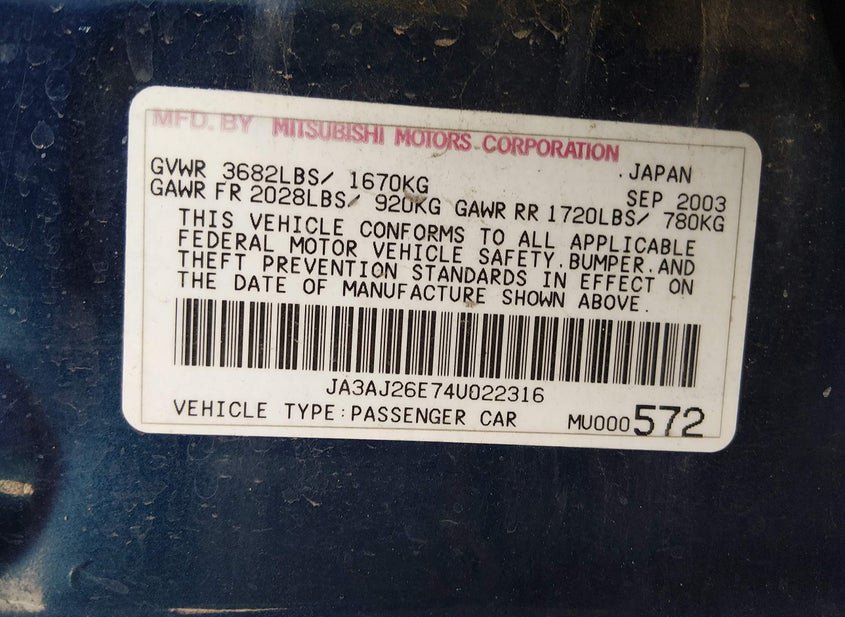 MFD. BY MITSUBISHI MOTORS CORPORATION
JAPAN
GVWR 3682LBS/ 1670KG SEP 2003
GAWR FR 2028LBS/ 920KG GAWR RR 1720LBS/ 780KG
THIS VEHICLE CONFORMS TO ALL APPLICABLE
FEDERAL MOTOR VEHICLE SAFETY, BUMPER, AND
THEFT PREVENTION STANDARDS IN EFFECT ON
THE DATE OF MANUFACTURE SHOWN ABOVE.
JA3AJ26E74U022316
VEHICLE TYPE:PASSENGER CAR MU000572